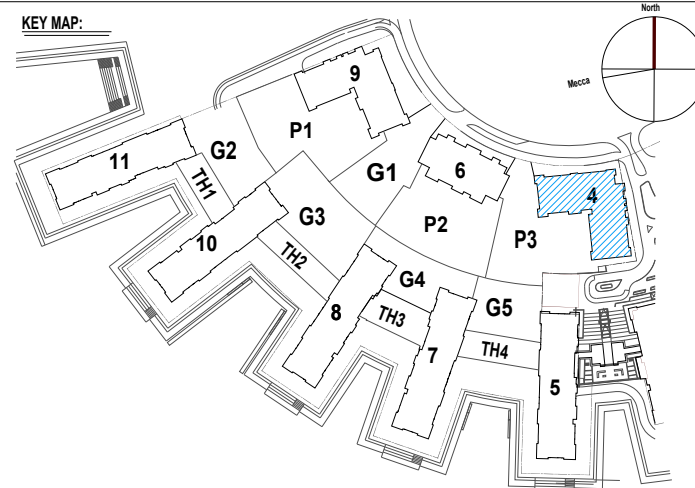 KEY MAP:
North
Mecca
9
P1
G2
11
TH1
G1
6
4
10
G3
P2
P3
TH2
G4
8
TH3
G5
7
TH4
5